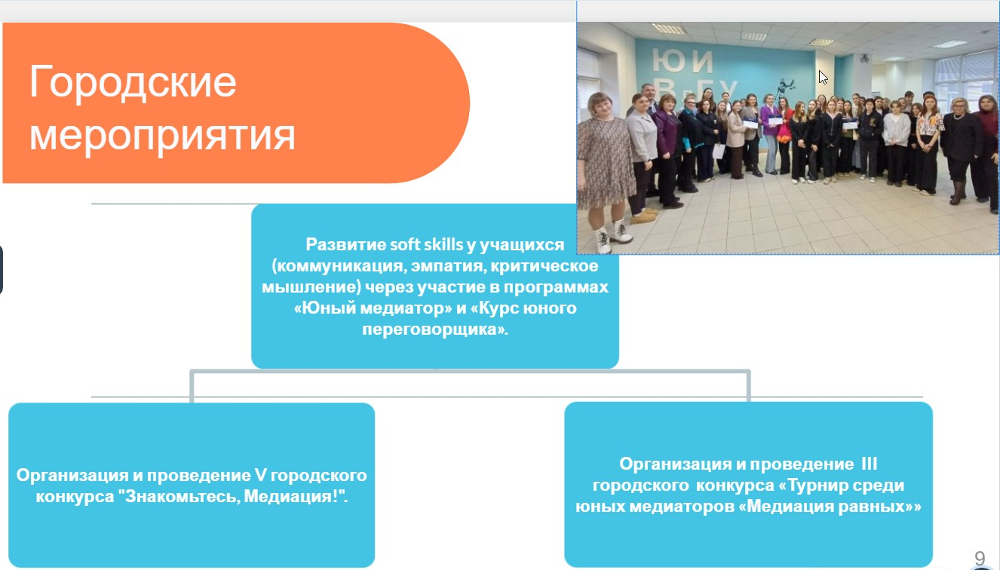 Городские
мероприятия
ЮИ
ВяГУ
Развитие soft skills у учащихся
(коммуникация, эмпатия, критическое
мышление) через участие в программах
«Юный медиатор» и «Курс юного
переговорщика».
Организация и проведение V городского
конкурса "Знакомьтесь, Медиация!".
Организация и проведение III
городского конкурса «Турнир среди
юных медиаторов «Медиация равных»»
9